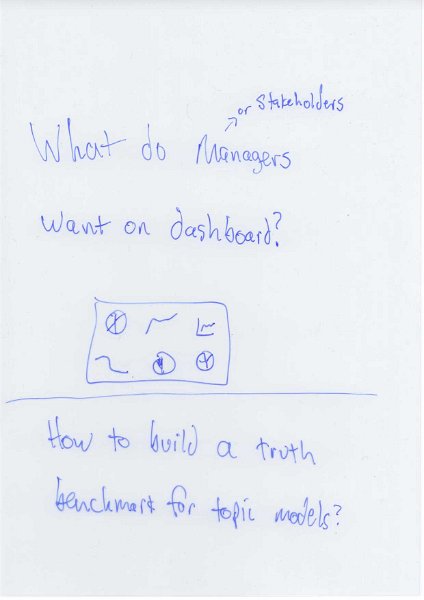 or Stakeholders
What do Managers
want on dashboard?
How to build a truth
benchmark for topic models?